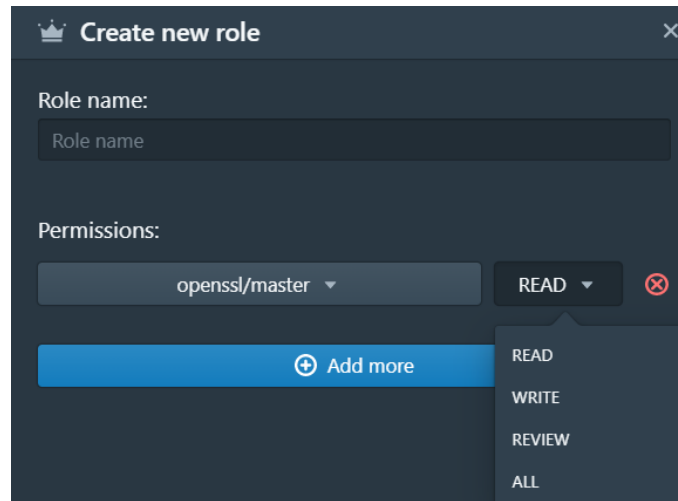 Create new role
Role name:
Role name
Permissions:
openssl/master READ
Add more
READ
WRITE
REVIEW
ALL